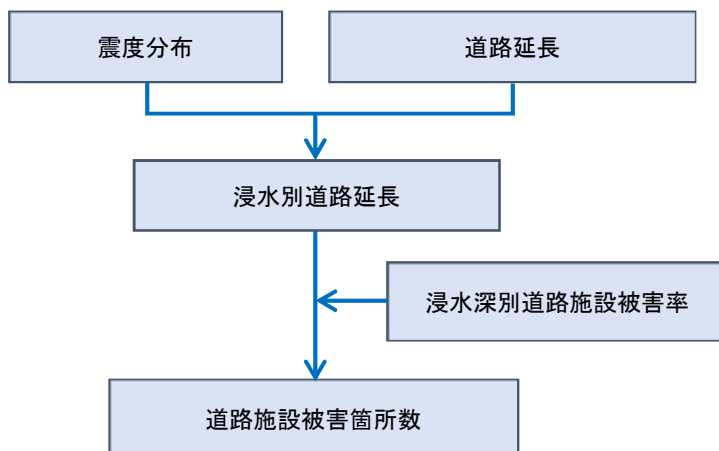 震度分布
道路延長
浸水別道路延長
浸水深別道路施設被害率
道路施設被害箇所数